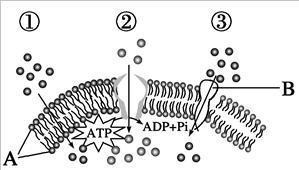 ① ② ③
B
ATP ADP+Pi
A